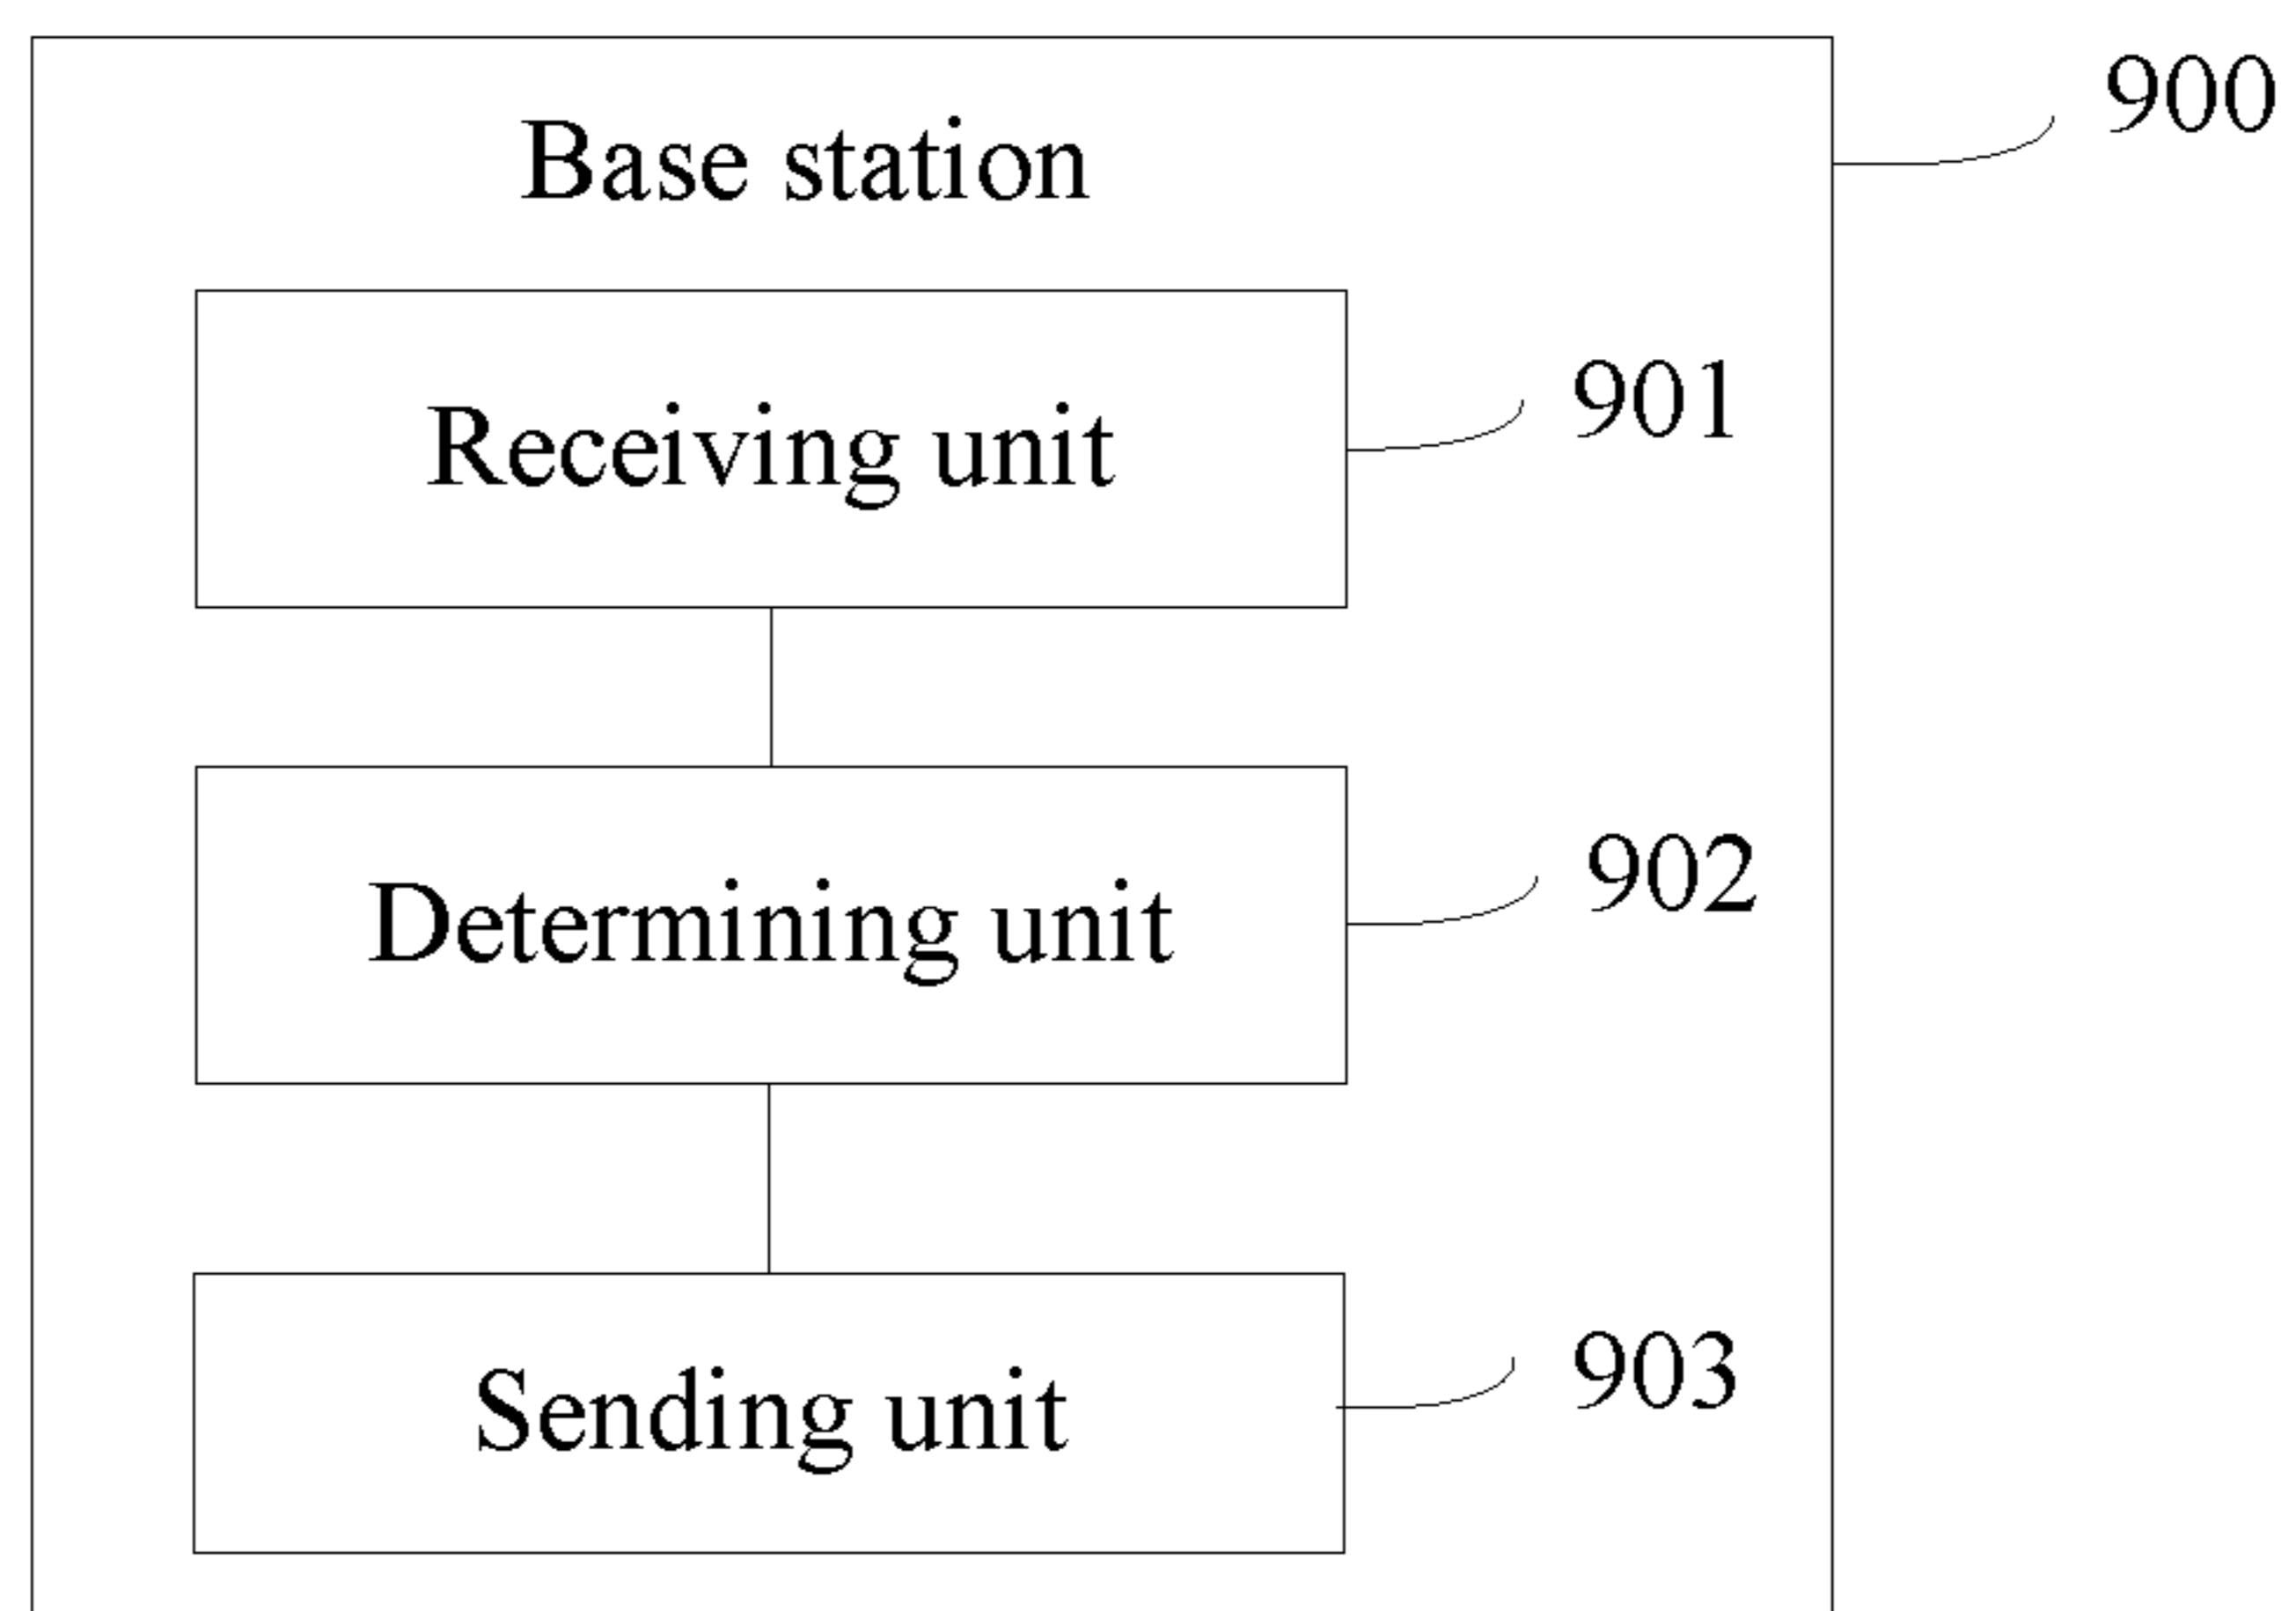 Base station
900
Receiving unit
901
Determining unit
902
Sending unit
903